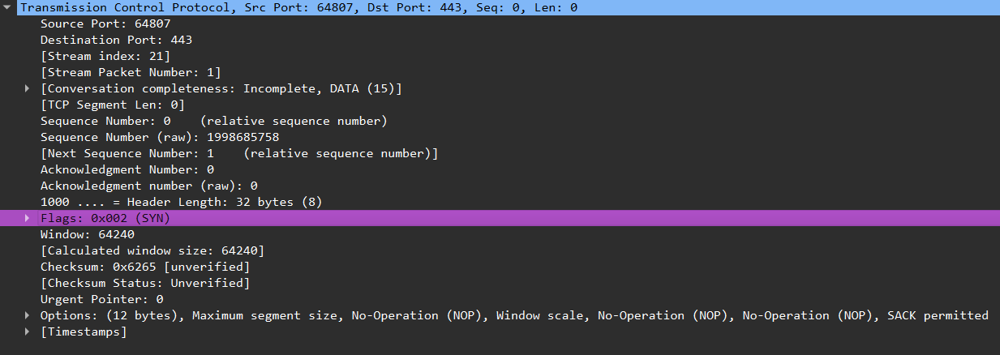 Transmission Control Protocol, Src Port: 64807, Dst Port: 443, Seq: 0, Len: 0
Source Port: 64807
Destination Port: 443
[Stream index: 21]
[Stream Packet Number: 1]
[Conversation completeness: Incomplete, DATA (15)]
[TCP Segment Len: 0]
Sequence Number: 0    (relative sequence number)
Sequence Number (raw): 1998685758
[Next Sequence Number: 1    (relative sequence number)]
Acknowledgment Number: 0
Acknowledgment number (raw): 0
1000 .... = Header Length: 32 bytes (8)
Flags: 0x002 (SYN)
Window: 64240
[Calculated window size: 64240]
Checksum: 0x6265 [unverified]
[Checksum Status: Unverified]
Urgent Pointer: 0
Options: (12 bytes), Maximum segment size, No-Operation (NOP), Window scale, No-Operation (NOP), No-Operation (NOP), SACK permitted
[Timestamps]